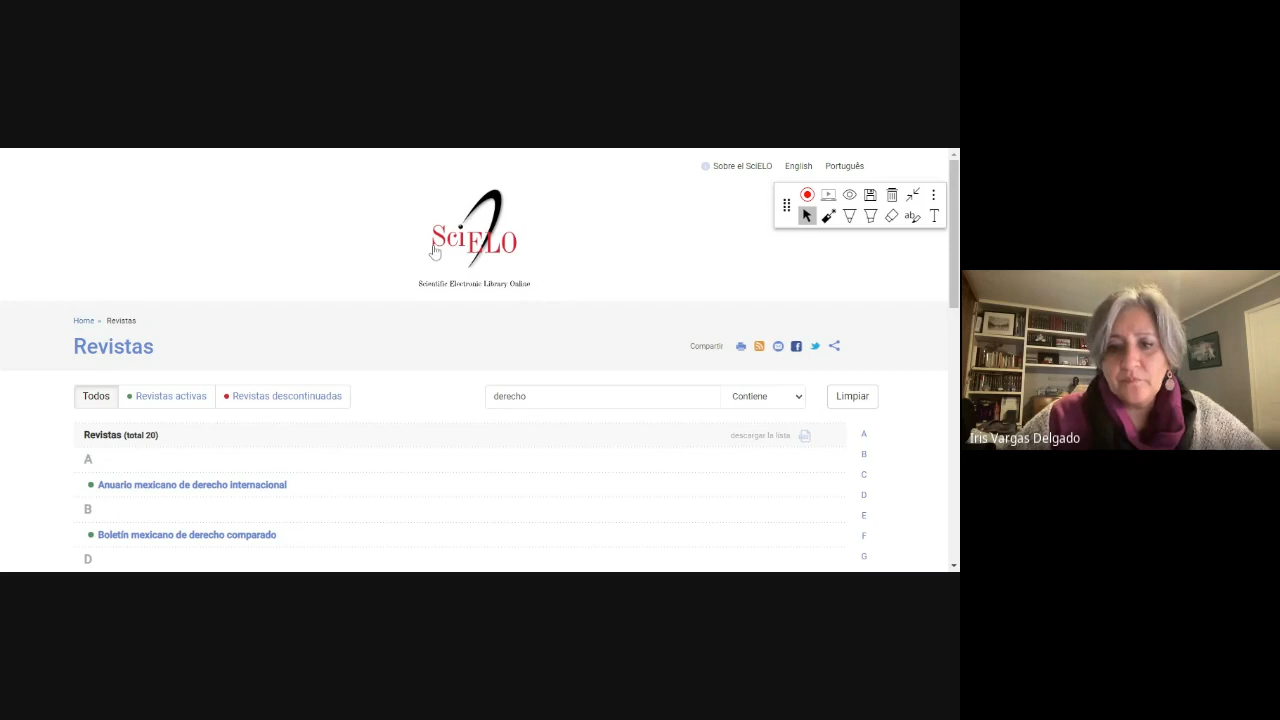 Sobre el SciELO English Português
SciELO
Scientific Electronic Library Online
Home » Revistas
Revistas
Compartir
Todos Revistas activas Revistas descontinuadas
derecho Contiene Limpiar
Revistas (total 20) descargar la lista
A
Anuario mexicano de derecho internacional
B
Boletín mexicano de derecho comparado
D
A
B
C
D
E
F
G
Iris Vargas Delgado